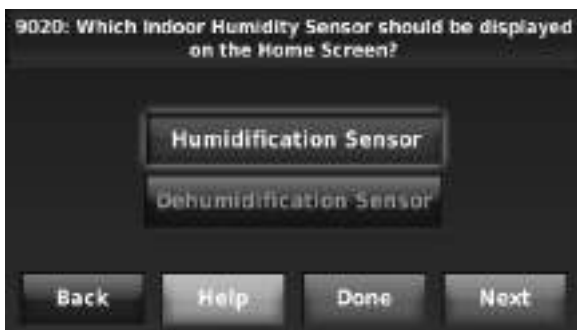 9020: Which Indoor Humidity Sensor should be displayed
on the Home Screen?
Humidification Sensor
Dehumidification Sensor
Back Help Done Next